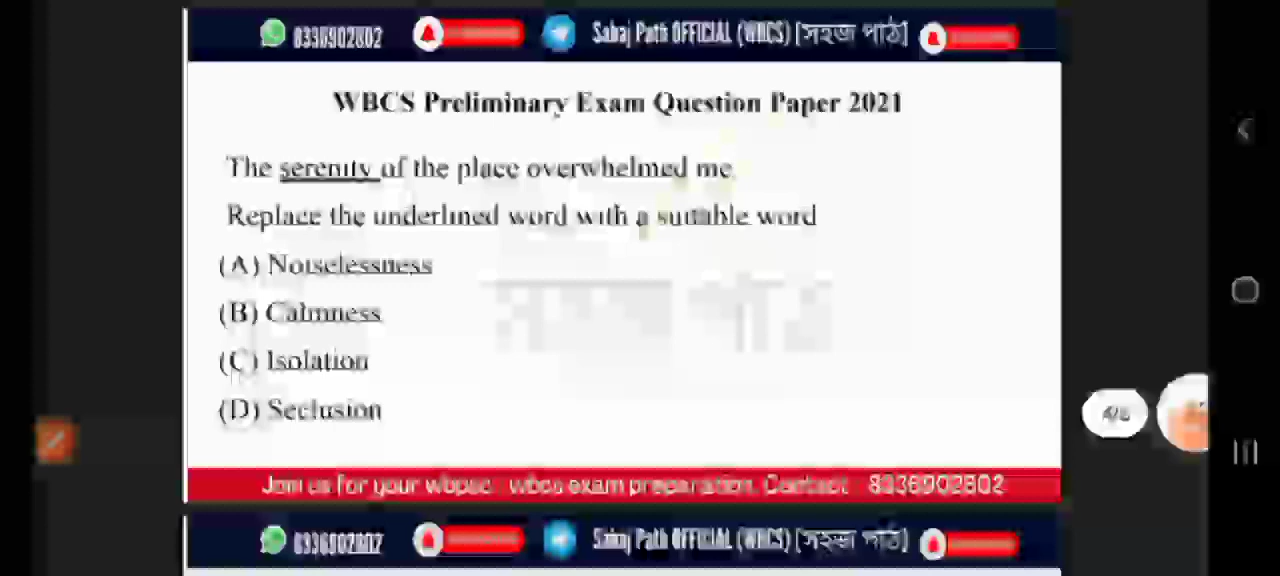 8336902802 Sahaj Path OFFICIAL (WBCS) [সহজ পাঠ]
WBCS Preliminary Exam Question Paper 2021
The serenity of the place overwhelmed me.
Replace the underlined word with a suitable word
(A) Noiselessness
(B) Calmness
(C) Isolation
(D) Seclusion
Join us for your wbpsc, wbcs exam preparation. Contact - 8336902802
8336902802 Sahaj Path OFFICIAL (WBCS) [সহজ পাঠ]